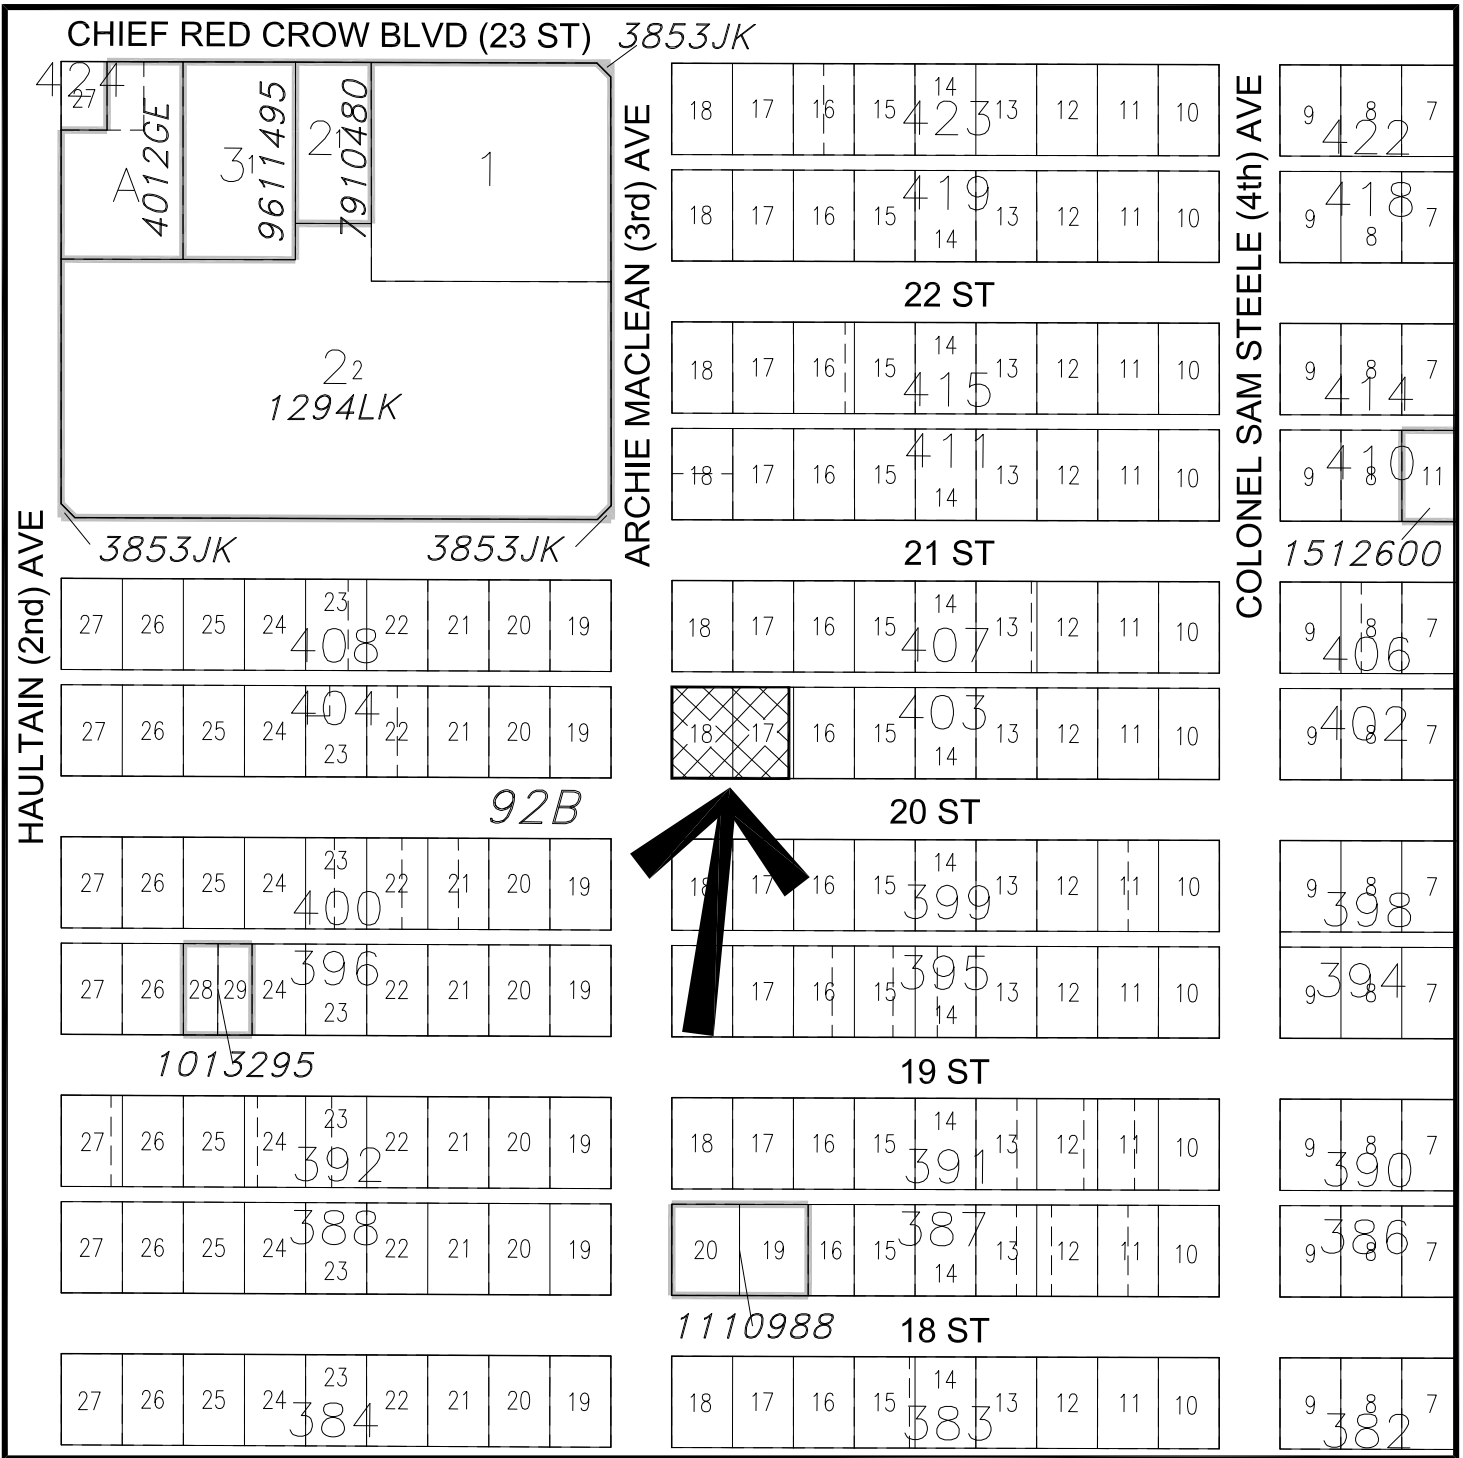 CHIEF RED CROW BLVD (23 ST)
3853JK
424
27
A
4012GE
3 1
9611495
2 1
7910480
1
2 2
1294LK
3853JK
3853JK
HAULTAIN (2nd) AVE
ARCHIE MACLEAN (3rd) AVE
COLONEL SAM STEELE (4th) AVE
18 17 16 15 14 13 12 11 10
423
9 8 7
422
419
18 17 16 15 14 13 12 11 10
418
9 8 7
22 ST
18 17 16 15 14 13 12 11 10
415
9 8 7
414
411
18 17 16 15 14 13 12 11 10
410
9 8 11
21 ST
1512600
27 26 25 24 23 22 21 20 19
408
18 17 16 15 14 13 12 11 10
407
9 8 7
406
404
27 26 25 24 23 22 21 20 19
403
18 17 16 15 14 13 12 11 10
402
9 8 7
92B
20 ST
27 26 25 24 23 22 21 20 19
400
18 17 16 15 14 13 12 11 10
399
9 8 7
398
396
27 26 28 29 24 23 22 21 20 19
395
17 16 15 14 13 12 11 10
394
9 8 7
1013295
19 ST
27 26 25 24 23 22 21 20 19
392
18 17 16 15 14 13 12 11 10
391
9 8 7
390
388
27 26 25 24 23 22 21 20 19
387
20 19 16 15 14 13 12 11 10
386
9 8 7
1110988
18 ST
27 26 25 24 23 22 21 20 19
384
18 17 16 15 14 13 12 11 10
383
9 8 7
382